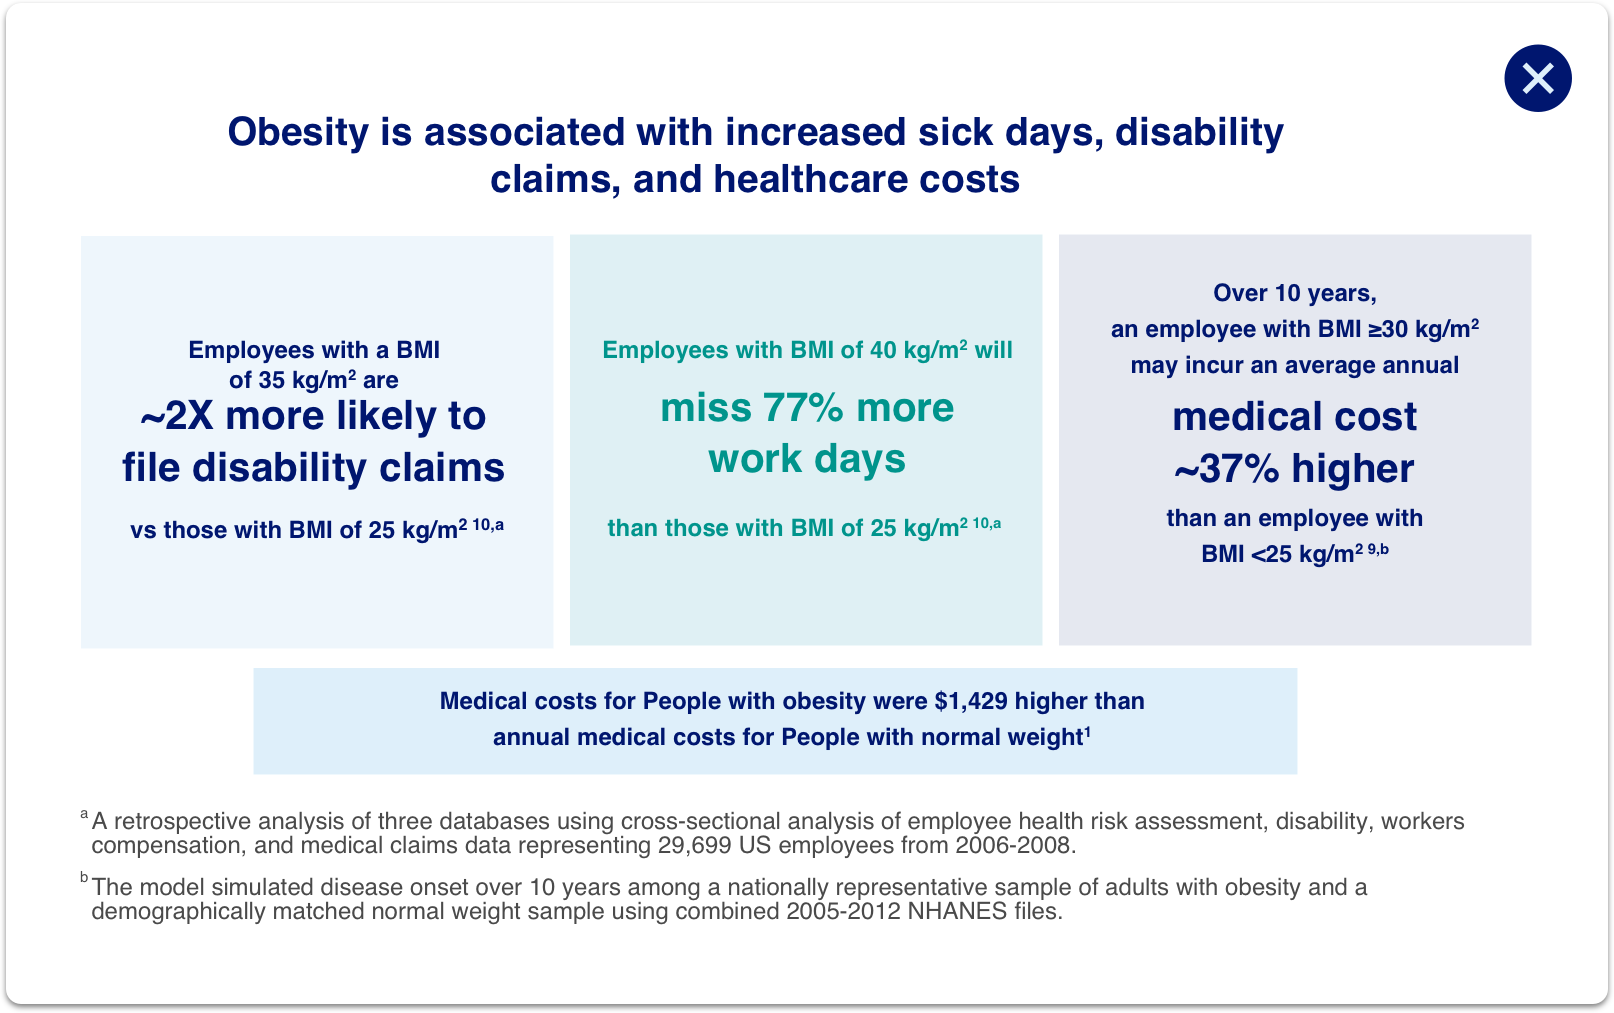 Obesity is associated with increased sick days, disability
claims, and healthcare costs
Employees with a BMI
of 35 kg/m² are
~2X more likely to
file disability claims
vs those with BMI of 25 kg/m² ¹⁰,ᵃ
Employees with BMI of 40 kg/m² will
miss 77% more
work days
than those with BMI of 25 kg/m² ¹⁰,ᵃ
Over 10 years,
an employee with BMI ≥30 kg/m²
may incur an average annual
medical cost
~37% higher
than an employee with
BMI <25 kg/m² ⁹,ᵇ
Medical costs for People with obesity were $1,429 higher than
annual medical costs for People with normal weight¹
ᵃ A retrospective analysis of three databases using cross-sectional analysis of employee health risk assessment, disability, workers
compensation, and medical claims data representing 29,699 US employees from 2006-2008.
ᵇ The model simulated disease onset over 10 years among a nationally representative sample of adults with obesity and a
demographically matched normal weight sample using combined 2005-2012 NHANES files.